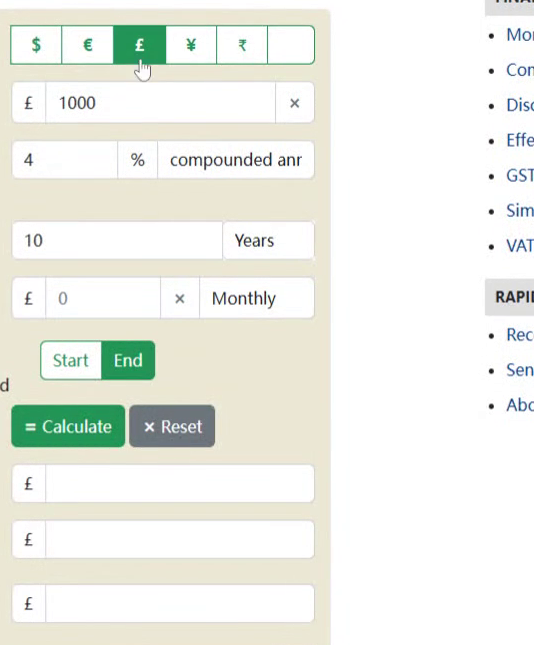 $ € £ ¥ ₹
£ 1000 ×
4 % compounded anr
10 Years
£ 0 × Monthly
Start End
d
= Calculate × Reset
£
£
£
• Mor
• Con
• Disc
• Effe
• GST
• Sim
• VAT
RAPI
• Rec
• Sen
• Abo